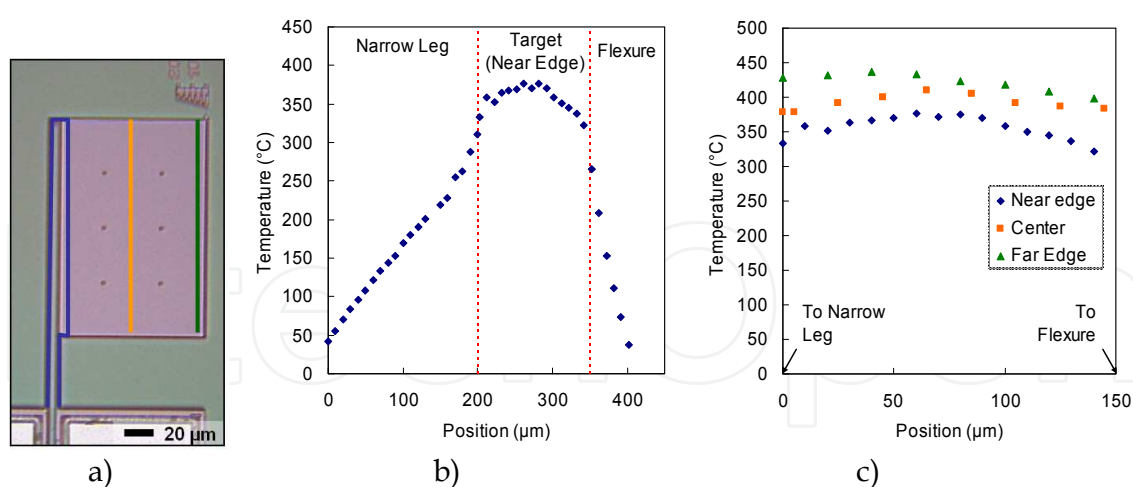 20 µm
a)
450
400
350
300
250
200
150
100
50
0
Temperature (°C)
Narrow Leg
Target
(Near Edge)
Flexure
0
100
200
300
400
Position (µm)
b)
500
450
400
350
300
250
200
150
100
50
0
Temperature (°C)
Near edge
Center
Far Edge
To Narrow
Leg
To
Flexure
0
50
100
150
Position (µm)
c)